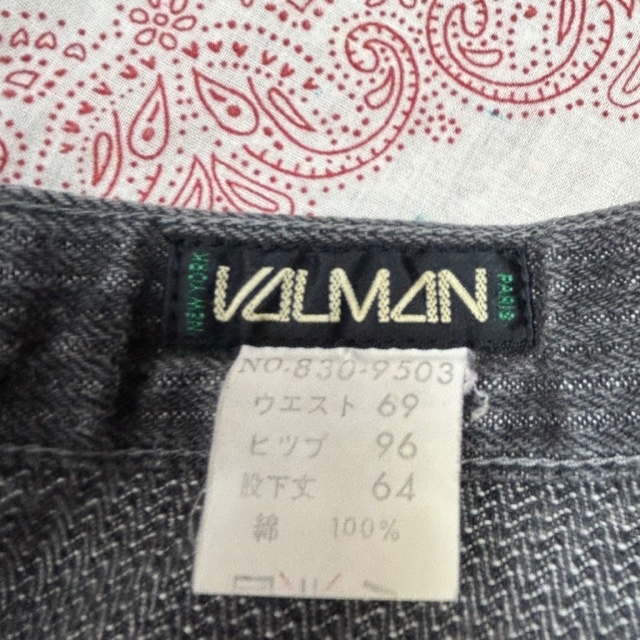 NEW YORK
VALMAN
PARIS
NO.830-9503
ウエスト 69
ヒツプ 96
股下丈 64
綿 100%